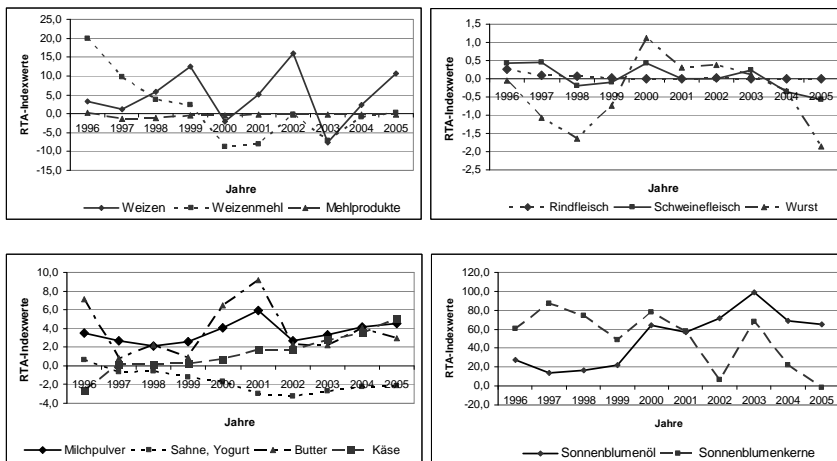 25,0
20,0
15,0
10,0
5,0
0,0
-5,0
-10,0
-15,0
RTA-Indexwerte
1996 1997 1998 1999 2000 2001 2002 2003 2004 2005
Jahre
Weizen Weizenmehl Mehlprodukte
1,5
1,0
0,5
0,0
-0,5
-1,0
-1,5
-2,0
-2,5
RTA-Indexwerte
1996 1997 1998 1999 2000 2001 2002 2003 2004 2005
Jahre
Rindfleisch Schweinefleisch Wurst
10,0
8,0
6,0
4,0
2,0
0,0
-2,0
-4,0
RTA-Indexwerte
1996 1997 1998 1999 2000 2001 2002 2003 2004 2005
Jahre
Milchpulver Sahne, Yogurt Butter Käse
120,0
100,0
80,0
60,0
40,0
20,0
0,0
-20,0
RTA-Indexwerte
1996 1997 1998 1999 2000 2001 2002 2003 2004 2005
Jahre
Sonnenblumenöl Sonnenblumenkerne